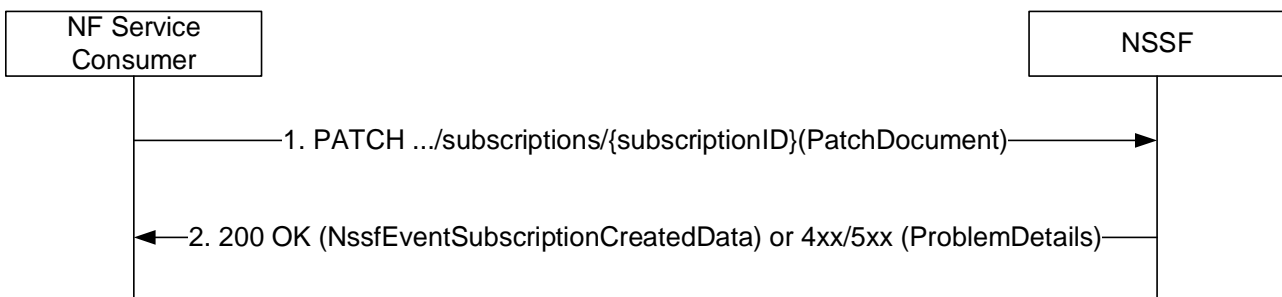 NF Service
Consumer
NSSF
1. PATCH .../subscriptions/{subscriptionID}(PatchDocument)
2. 200 OK (NssfEventSubscriptionCreatedData) or 4xx/5xx (ProblemDetails)